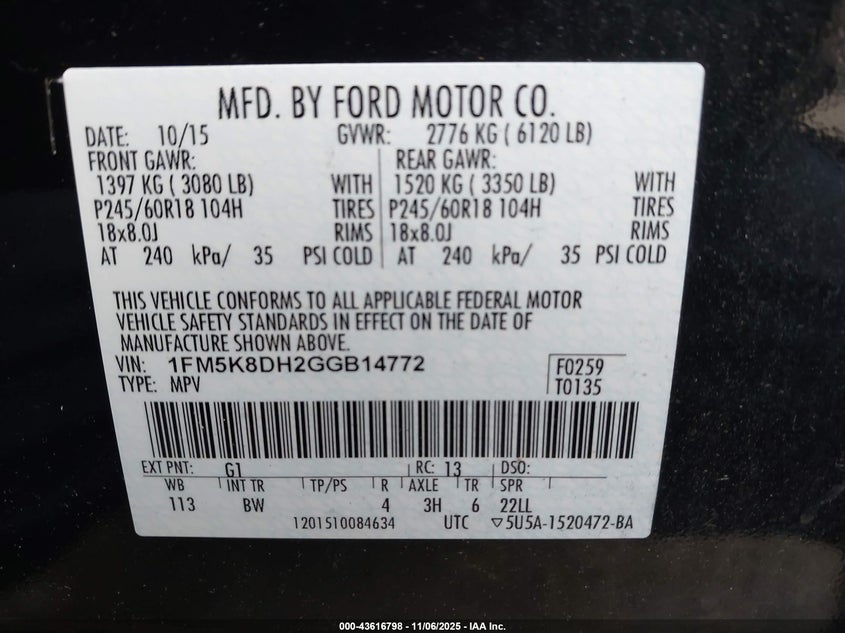 MFD. BY FORD MOTOR CO.
DATE: 10/15 GVWR: 2776 KG ( 6120 LB)
FRONT GAWR: REAR GAWR:
1397 KG ( 3080 LB) WITH 1520 KG ( 3350 LB) WITH
P245/60R18 104H TIRES P245/60R18 104H TIRES
18x8.0J RIMS 18x8.0J RIMS
AT 240 kPa/ 35 PSI COLD AT 240 kPa/ 35 PSI COLD
THIS VEHICLE CONFORMS TO ALL APPLICABLE FEDERAL MOTOR
VEHICLE SAFETY STANDARDS IN EFFECT ON THE DATE OF
MANUFACTURE SHOWN ABOVE.
VIN: 1FM5K8DH2GGB14772 F0259
TYPE: MPV T0135
EXT PNT: G1 RC: 13 DSO:
WB INT TR TP/PS R AXLE TR SPR
113 BW 4 3H 6 22LL
1201510084634 UTC ▽5U5A-1520472-BA
000-43616798 - 11/06/2025 - IAA Inc.